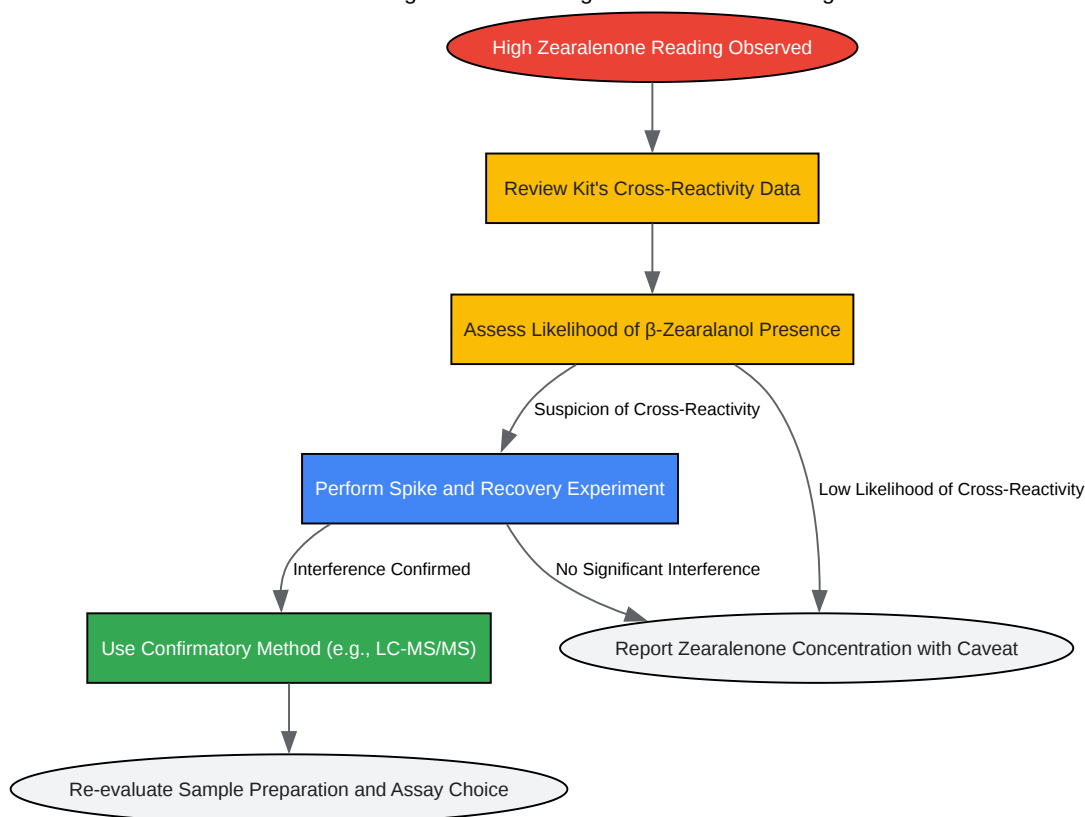 High Zearalenone Reading Observed
Review Kit's Cross-Reactivity Data
Assess Likelihood of β-Zearalanol Presence
Suspicion of Cross-Reactivity
Perform Spike and Recovery Experiment
Low Likelihood of Cross-Reactivity
Interference Confirmed
No Significant Interference
Use Confirmatory Method (e.g., LC-MS/MS)
Report Zearalenone Concentration with Caveat
Re-evaluate Sample Preparation and Assay Choice